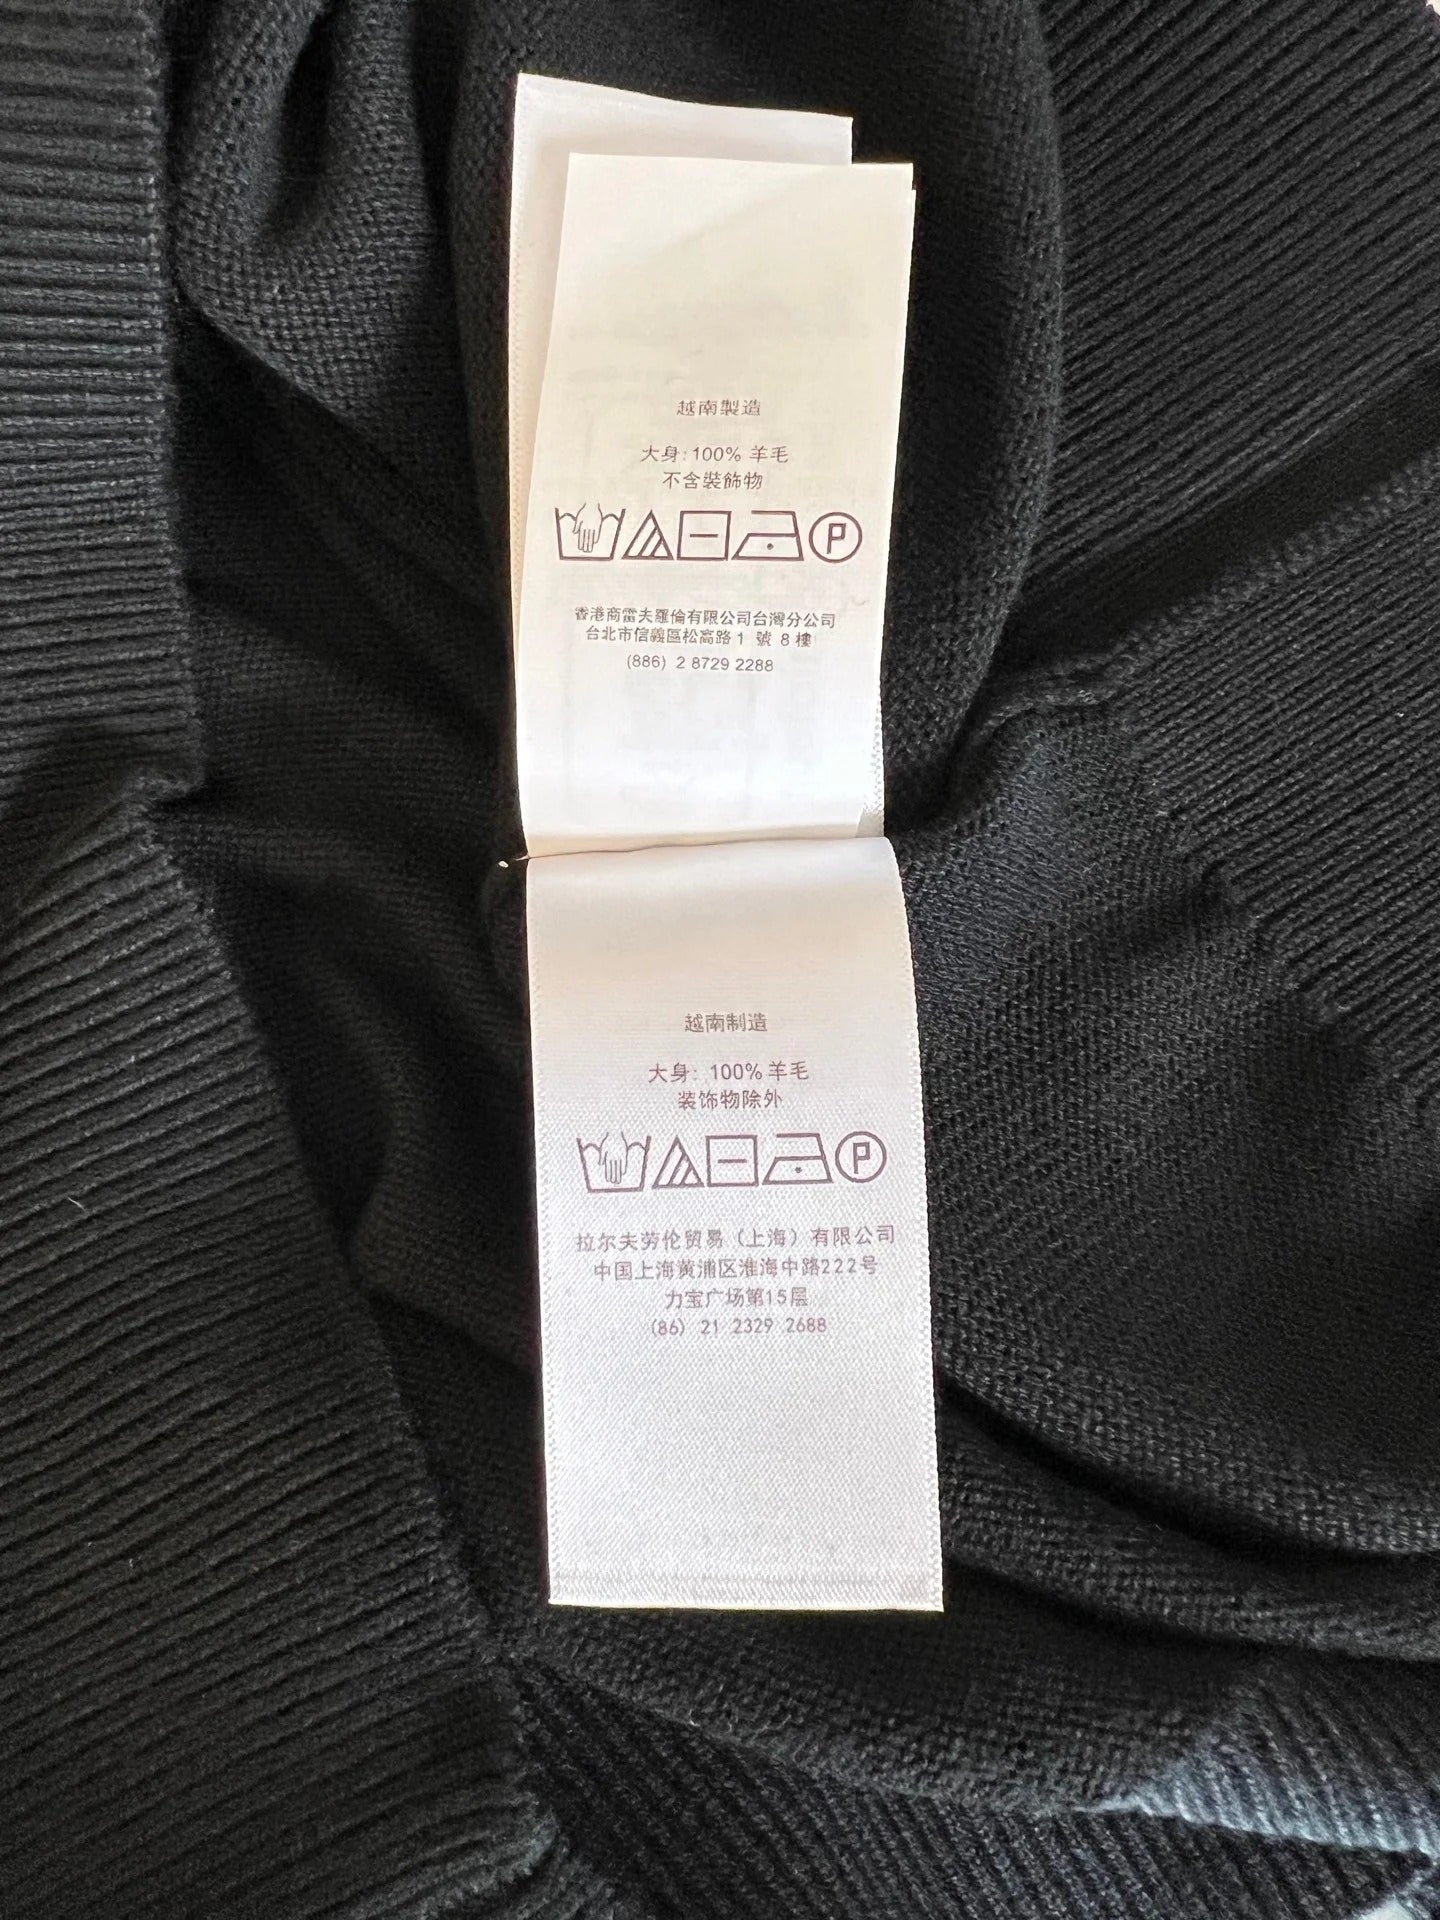 越南製造
大身: 100% 羊毛
不含裝飾物
P
香港商雷夫羅倫有限公司台灣分公司
台北市信義區松高路 1 號 8 樓
(886) 2 8729 2288
越南制造
大身: 100% 羊毛
装饰物除外
P
拉尔夫劳伦贸易（上海）有限公司
中国上海黄浦区淮海中路222号
力宝广场第15层
(86) 21 2329 2688